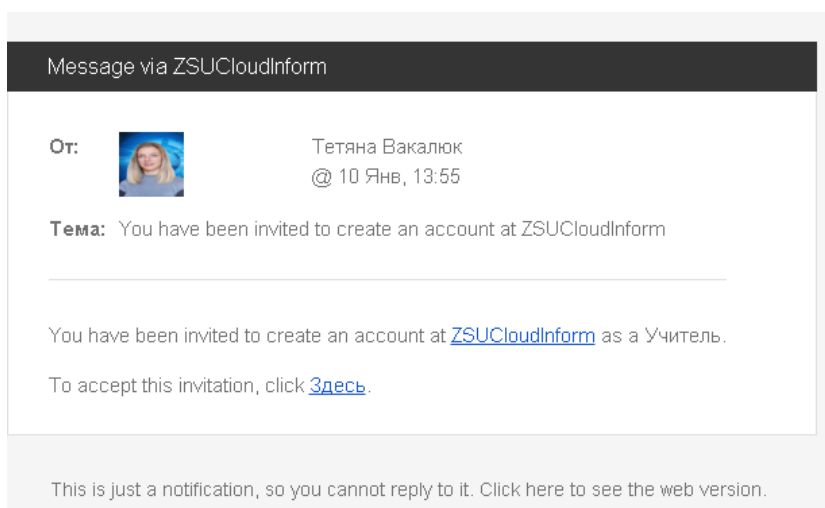 Message via ZSUCloudInform
От: Тетяна Вакалюк
@ 10 Янв, 13:55
Тема: You have been invited to create an account at ZSUCloudInform
You have been invited to create an account at ZSUCloudInform as a Учитель.
To accept this invitation, click Здесь.
This is just a notification, so you cannot reply to it. Click here to see the web version.